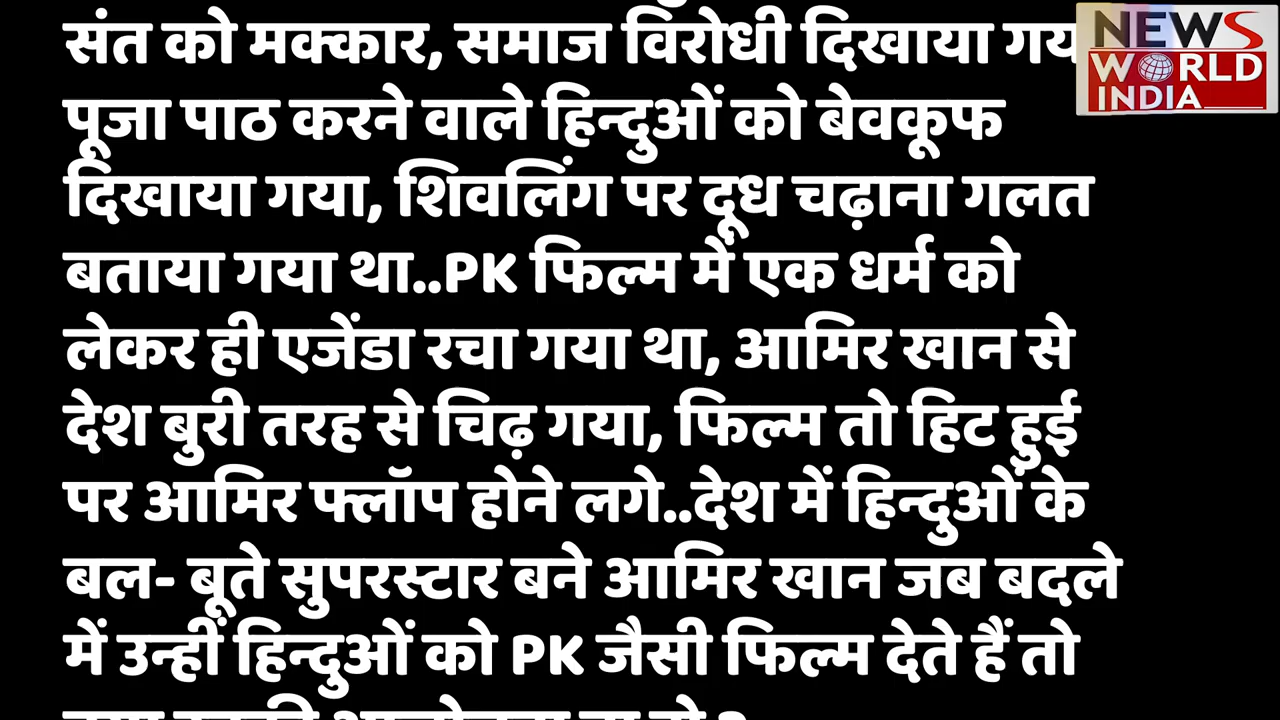 संत को मक्कार, समाज विरोधी दिखाया
पूजा पाठ करने वाले हिन्दुओं को बेवकूफ
दिखाया गया, शिवलिंग पर दूध चढ़ाना गलत
बताया गया था..PK फिल्म में एक धर्म को
लेकर ही एजेंडा रचा गया था, आमिर खान से
देश बुरी तरह से चिढ़ गया, फिल्म तो हिट हुई
पर आमिर फ्लॉप होने लगे..देश में हिन्दुओं के
बल- बूते सुपरस्टार बने आमिर खान जब बदले
में उन्हीं हिन्दुओं को PK जैसी फिल्म देते हैं तो
NEWS
WORLD
INDIA